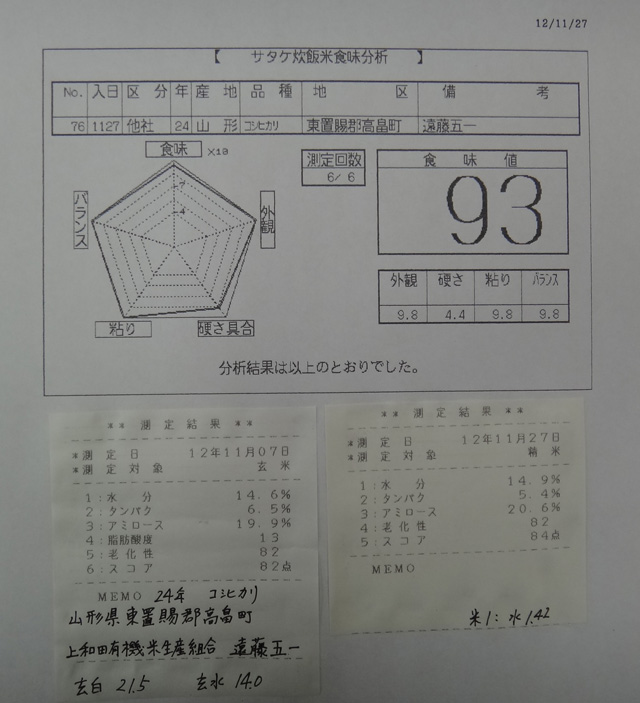 12/11/27
【 サタケ炊飯米食味分析 】
No. 入日 区分 年 産地 品種 地区 備考
76 1127 他社 24 山形 コシヒカリ 東置賜郡高畠町 遠藤五一
食味 ×10
7
4
外観
硬さ具合
粘り
バランス
測定回数
6/ 6
食味値
93
外観 硬さ 粘り バランス
9.8 4.4 9.8 9.8
分析結果は以上のとおりでした。
** 測定結果 **
*測定日 12年11月07日
*測定対象 玄米
1:水分 14.6%
2:タンパク 6.5%
3:アミロース 19.9%
4:脂肪酸度 13
5:老化性 82
6:スコア 82点
MEMO 24年 コシヒカリ
山形県東置賜郡高畠町
上和田有機米生産組合 遠藤五一
玄白 21.5 玄水 14.0
** 測定結果 **
*測定日 12年11月27日
*測定対象 精米
1:水分 14.9%
2:タンパク 5.4%
3:アミロース 20.6%
4:老化性 82
5:スコア 84点
MEMO
米1:水1.42